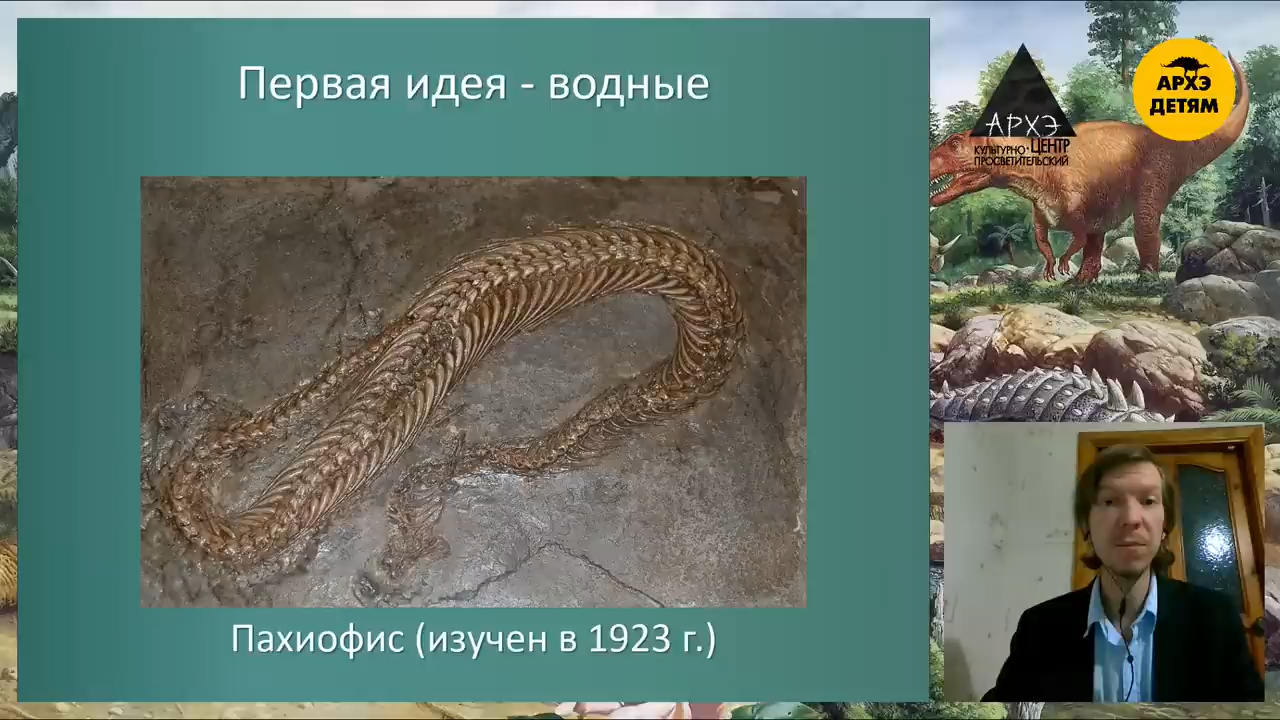 Первая идея - водные
Пахиофис (изучен в 1923 г.)
АРХЭ
КУЛЬТУРНО-ЦЕНТР
ПРОСВЕТИТЕЛЬСКИЙ
АРХЭ
ДЕТЯМ